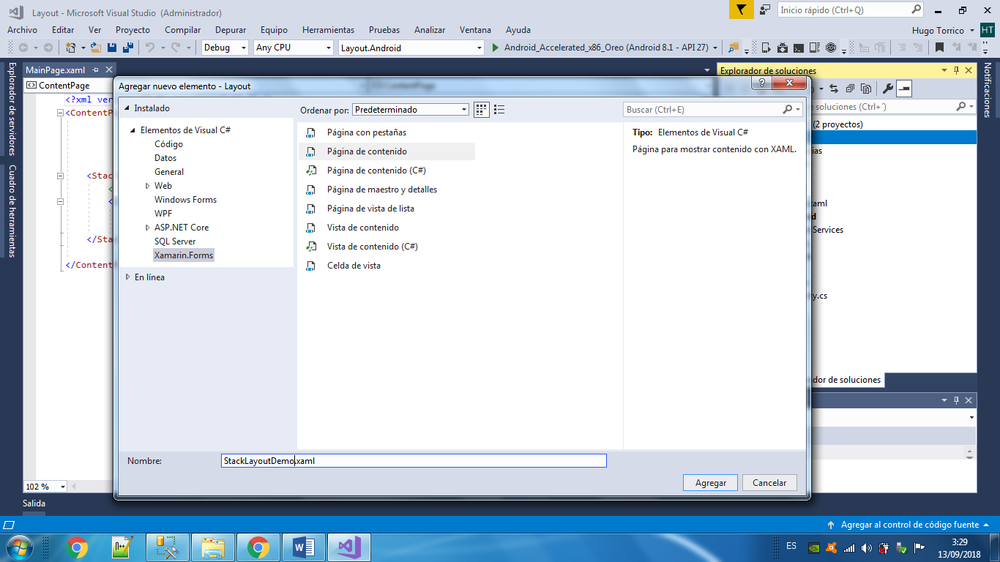 Layout - Microsoft Visual Studio (Administrador)
Inicio rápido (Ctrl+Q)
Archivo Editar Ver Proyecto Compilar Depurar Equipo Herramientas Pruebas Analizar Ventana Ayuda
Hugo Torrico HT
Debug Any CPU Layout.Android Android_Accelerated_x86_Oreo (Android 8.1 - API 27)
Explorador de servidores
Cuadro de herramientas
MainPage.xaml
ContentPage
<?xml ver
<ContentP
<Stac
<
<
</Sta
</Content
102 %
Salida
Agregar nuevo elemento - Layout
Instalado
Elementos de Visual C#
Código
Datos
General
Web
Windows Forms
WPF
ASP.NET Core
SQL Server
Xamarin.Forms
En línea
Ordenar por: Predeterminado
Página con pestañas
Página de contenido
Página de contenido (C#)
Página de maestro y detalles
Página de vista de lista
Vista de contenido
Vista de contenido (C#)
Celda de vista
Buscar (Ctrl+E)
Tipo: Elementos de Visual C#
Página para mostrar contenido con XAML.
Nombre: StackLayoutDemo.xaml
Agregar Cancelar
Explorador de soluciones
soluciones (Ctrl+´)
(2 proyectos)
ias
aml
d
Services
y.cs
dor de soluciones
Notificaciones
Agregar al control de código fuente
ES
3:29
13/09/2018